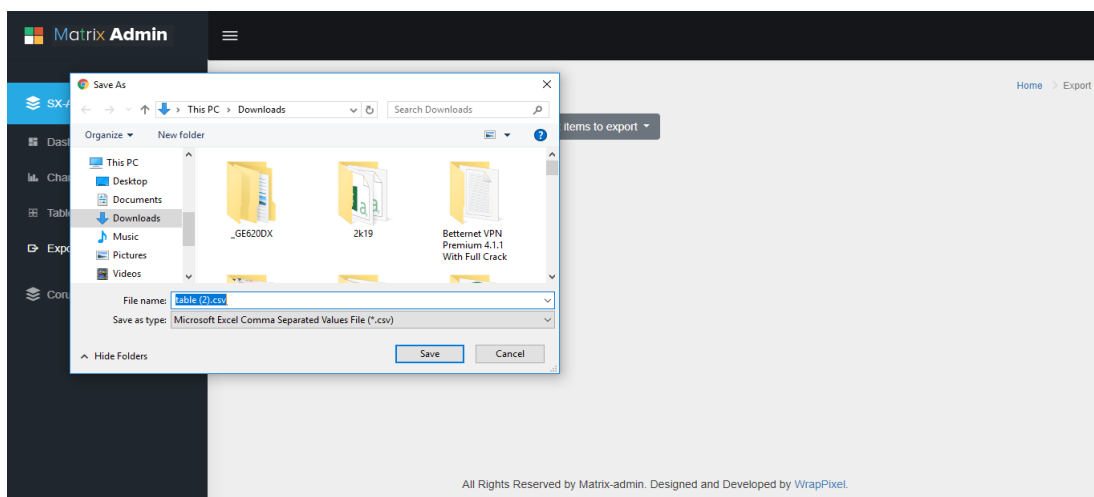 Matrix Admin
Save As
This PC > Downloads
Search Downloads
Organize
New folder
This PC
Desktop
Documents
Downloads
Music
Pictures
Videos
_GE620DX
2k19
Betternet VPN
Premium 4.1.1
With Full Crack
File name: table (2).csv
Save as type: Microsoft Excel Comma Separated Values File (*.csv)
Hide Folders
Save
Cancel
Home > Export
items to export
All Rights Reserved by Matrix-admin. Designed and Developed by WrapPixel.